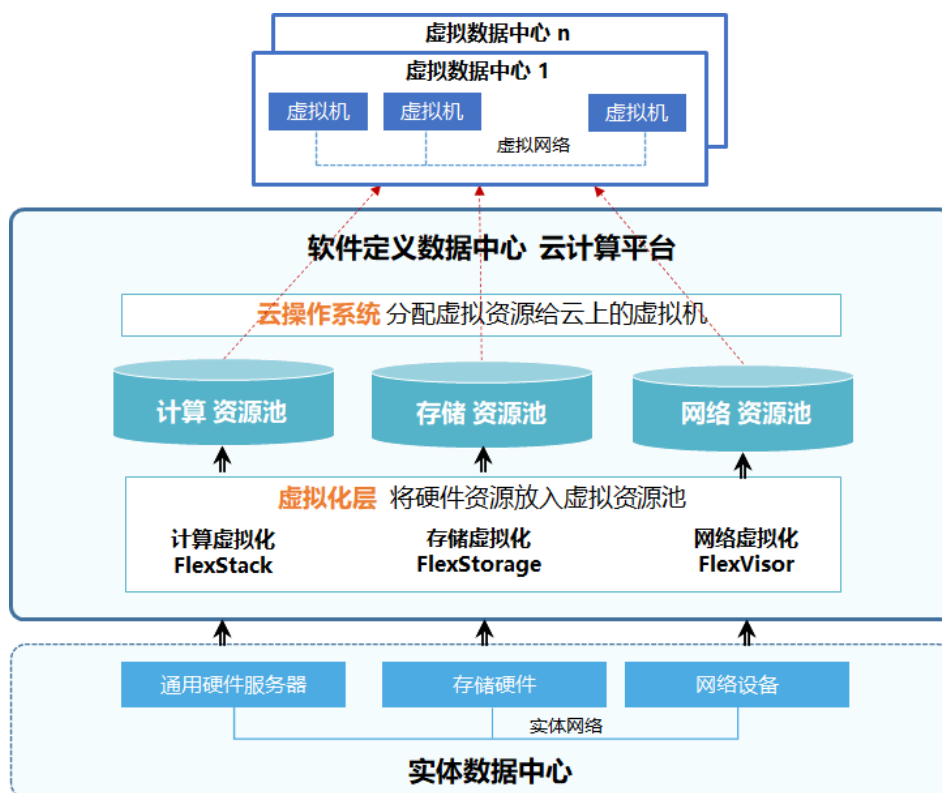 虚拟数据中心 n
虚拟数据中心 1
虚拟机 虚拟机 虚拟机
虚拟网络
软件定义数据中心 云计算平台
云操作系统 分配虚拟资源给云上的虚拟机
计算 资源池 存储 资源池 网络 资源池
虚拟化层 将硬件资源放入虚拟资源池
计算虚拟化 存储虚拟化 网络虚拟化
FlexStack FlexStorage FlexVisor
通用硬件服务器 存储硬件 网络设备
实体网络
实体数据中心